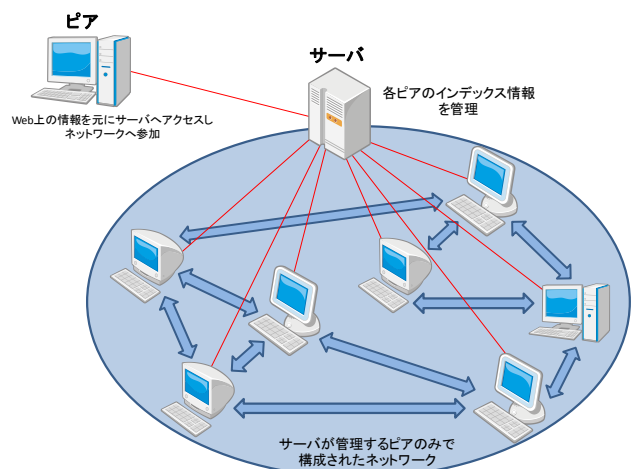 ピア
サーバ
各ピアのインデックス情報
を管理
Web上の情報を元にサーバへアクセスし
ネットワークへ参加
サーバが管理するピアのみで
構成されたネットワーク